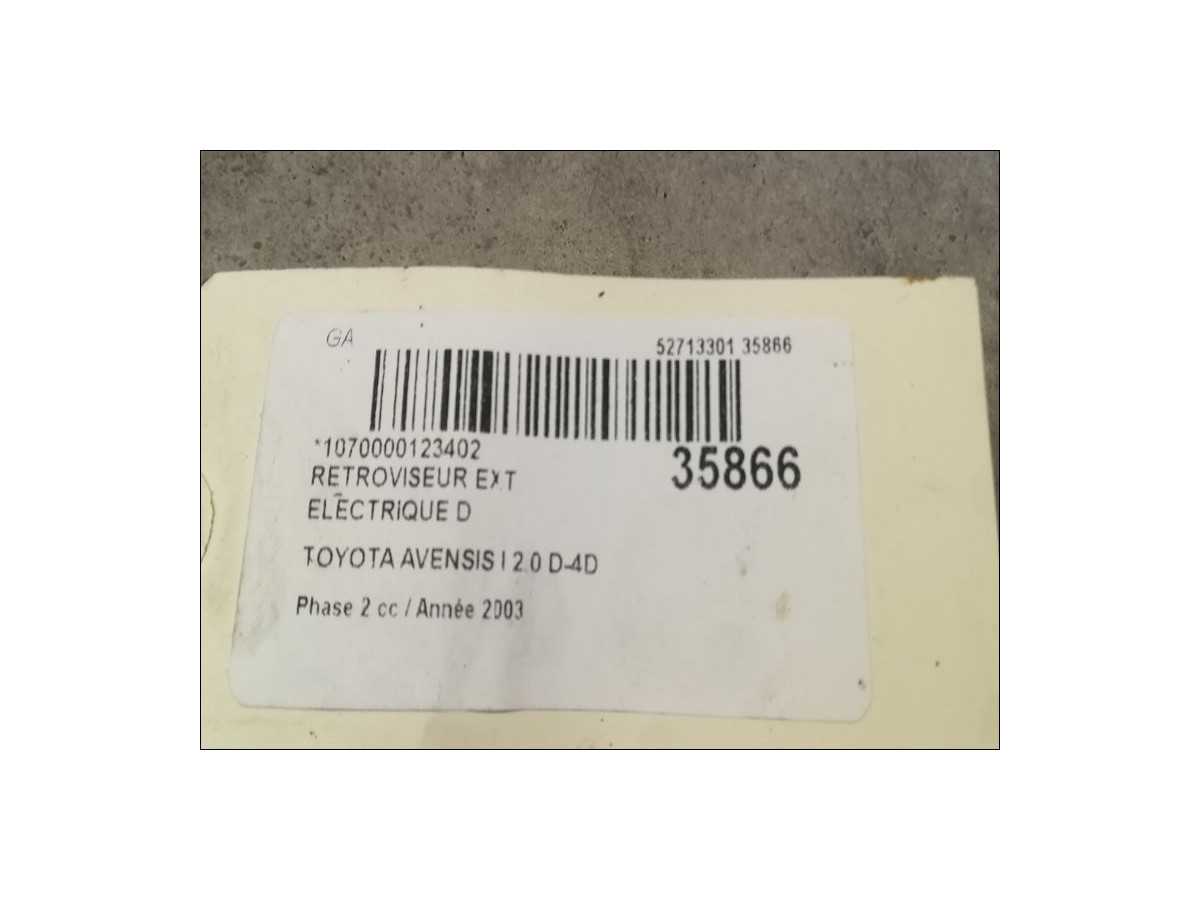 GA
52713301 35866
*1070000123402
35866
RETROVISEUR EXT
ELECTRIQUE D
TOYOTA AVENSIS I 2.0 D-4D
Phase 2 cc / Année 2003